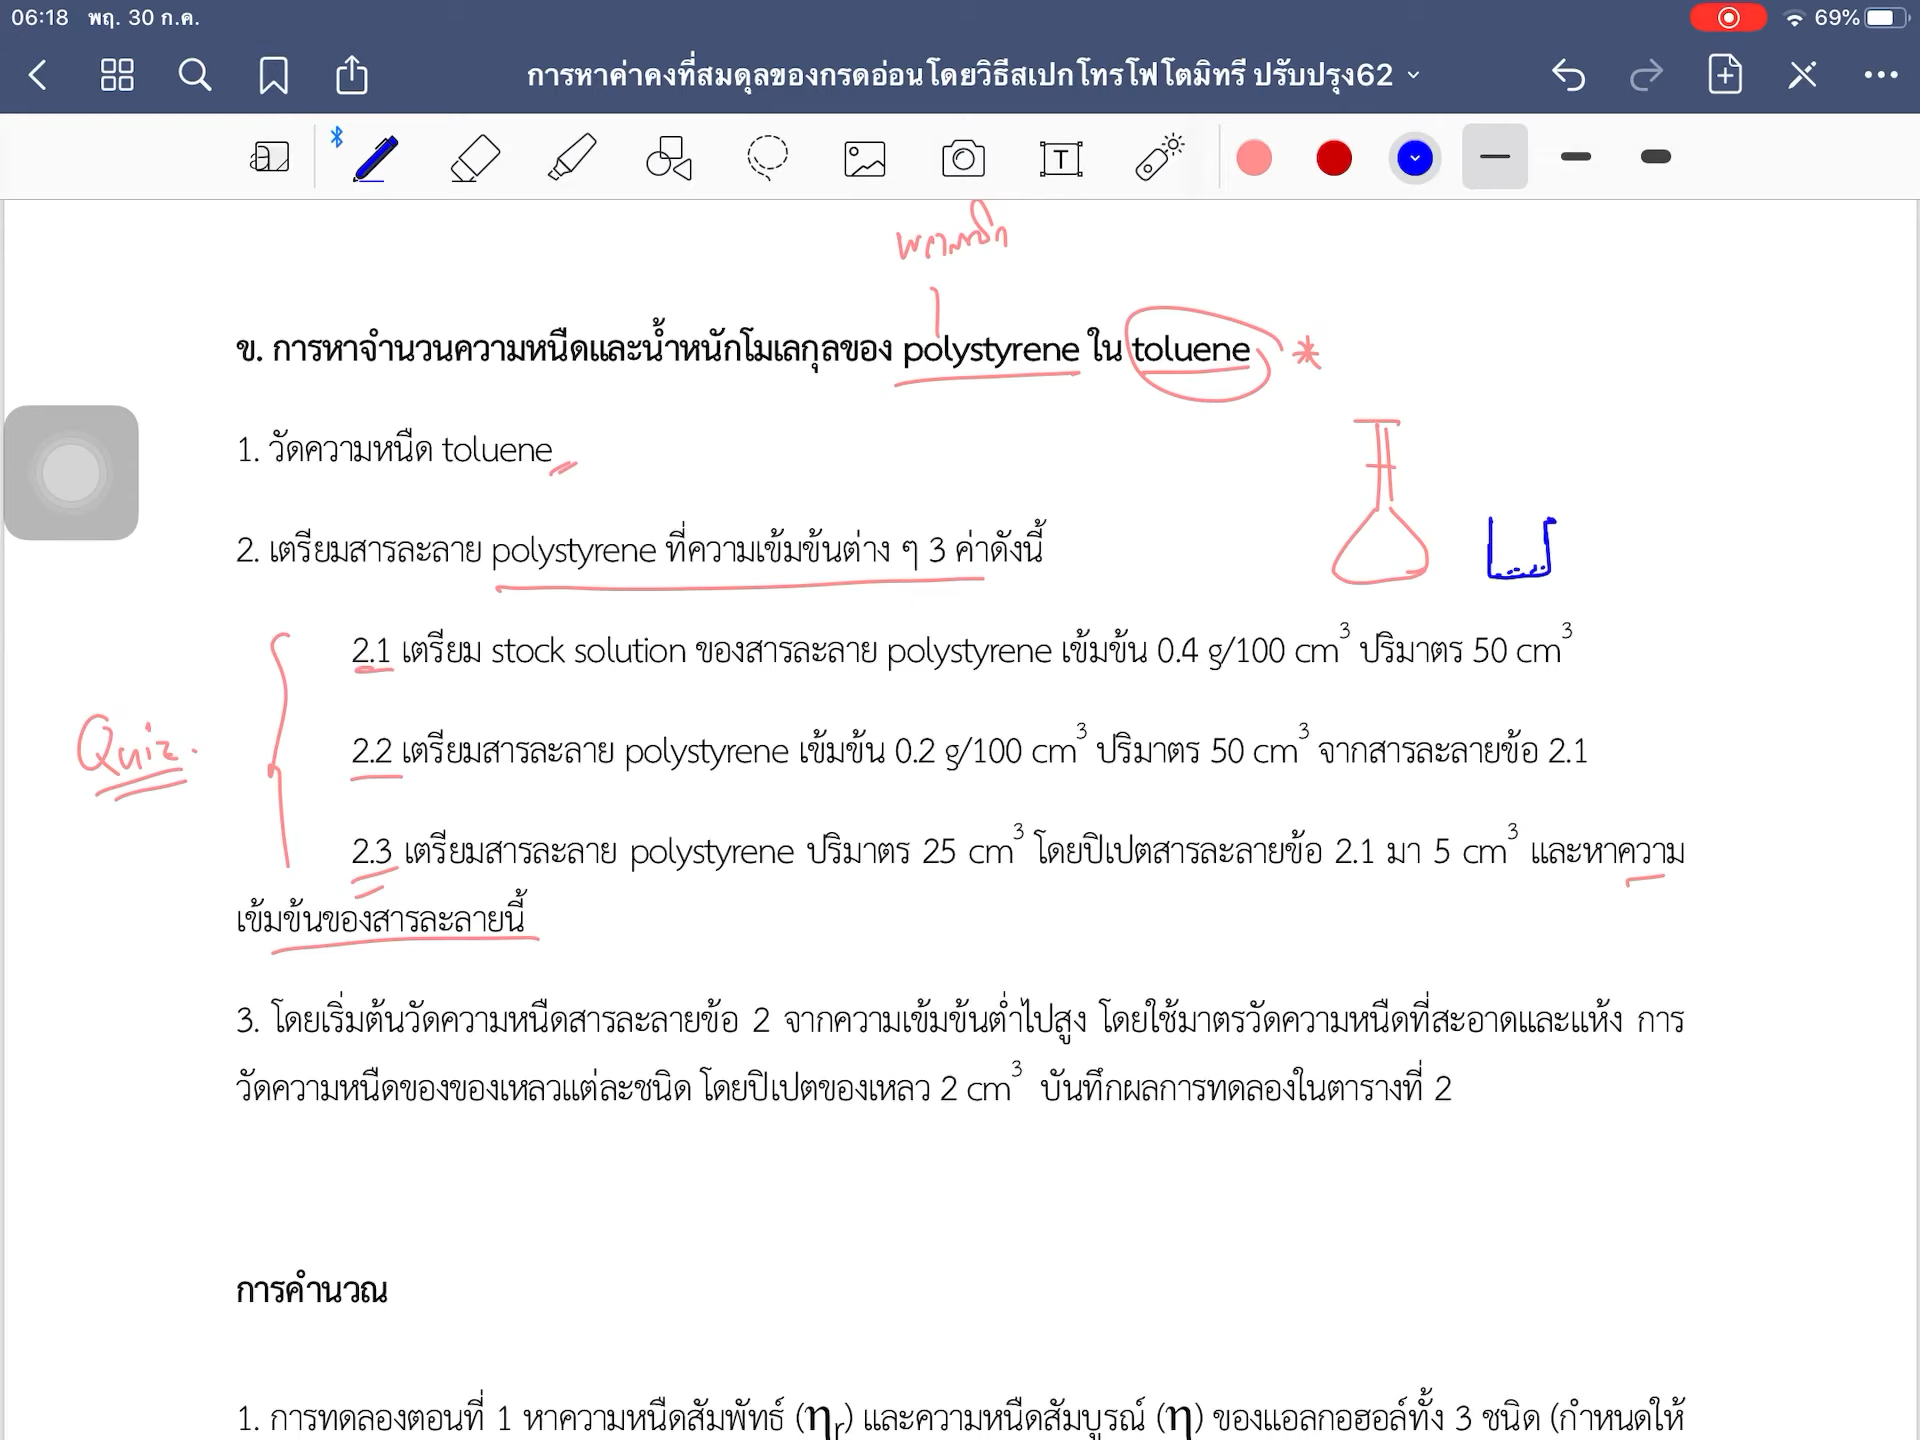 06:18 พฤ. 30 ก.ค.
69%
การหาค่าคงที่สมดุลของกรดอ่อนโดยวิธีสเปกโทรโฟโตมิทรี ปรับปรุง62
พลาสติก
ข. การหาจำนวนความหนืดและน้ำหนักโมเลกุลของ polystyrene ใน toluene *
1. วัดความหนืด toluene
2. เตรียมสารละลาย polystyrene ที่ความเข้มข้นต่าง ๆ 3 ค่าดังนี้
2.1 เตรียม stock solution ของสารละลาย polystyrene เข้มข้น 0.4 g/100 cm³ ปริมาตร 50 cm³
Quiz.
2.2 เตรียมสารละลาย polystyrene เข้มข้น 0.2 g/100 cm³ ปริมาตร 50 cm³ จากสารละลายข้อ 2.1
2.3 เตรียมสารละลาย polystyrene ปริมาตร 25 cm³ โดยปิเปตสารละลายข้อ 2.1 มา 5 cm³ และหาความ
เข้มข้นของสารละลายนี้
3. โดยเริ่มต้นวัดความหนืดสารละลายข้อ 2 จากความเข้มข้นต่ำไปสูง โดยใช้มาตรวัดความหนืดที่สะอาดและแห้ง การ
วัดความหนืดของของเหลวแต่ละชนิด โดยปิเปตของเหลว 2 cm³ บันทึกผลการทดลองในตารางที่ 2
การคำนวณ
1. การทดลองตอนที่ 1 หาความหนืดสัมพัทธ์ (ηr) และความหนืดสัมบูรณ์ (η) ของแอลกอฮอล์ทั้ง 3 ชนิด (กำหนดให้